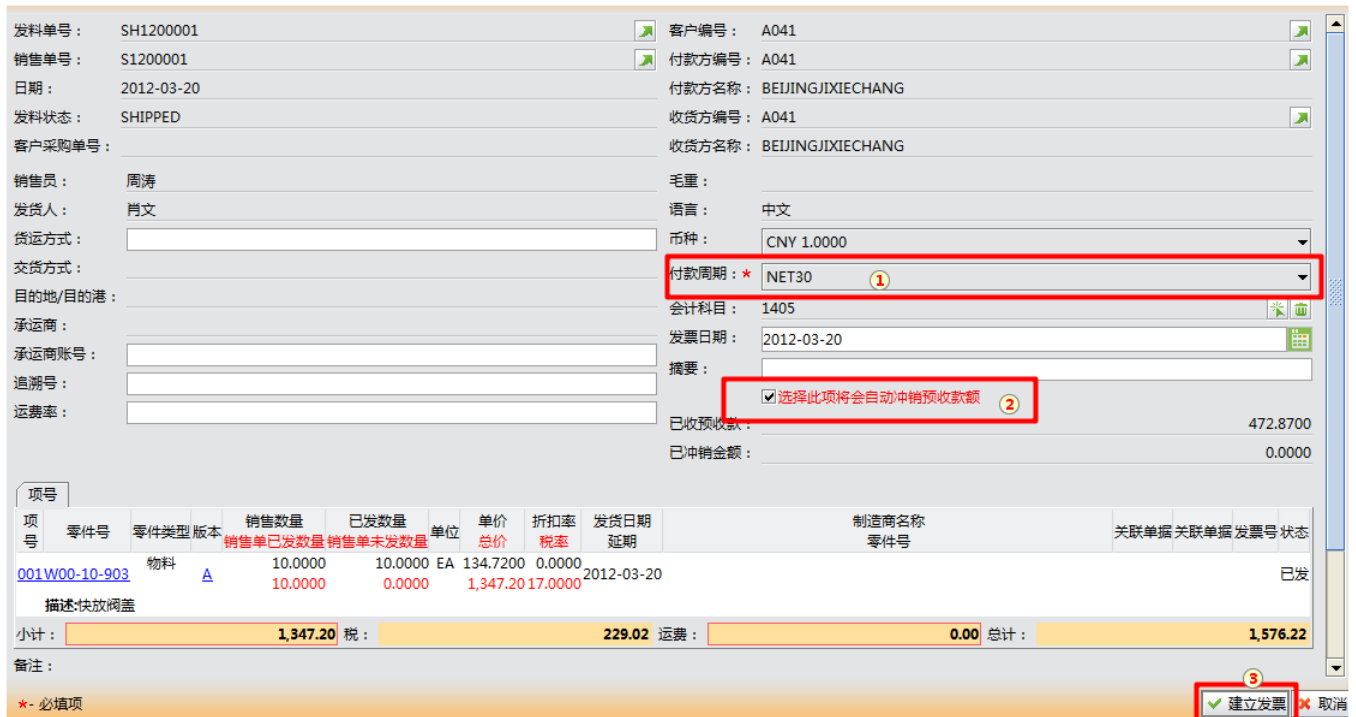 发料单号： SH1200001 客户编号： A041
销售单号： S1200001 付款方编号： A041
日期： 2012-03-20 付款方名称： BEIJINGJIXIECHANG
发料状态： SHIPPED 收货方编号： A041
客户采购单号： 收货方名称： BEIJINGJIXIECHANG
销售员： 周涛 毛重：
发货人： 肖文 语言： 中文
货运方式： 币种： CNY 1.0000
交货方式： 付款周期：* NET30 1
目的地/目的港：
会计科目： 1405
承运商：
发票日期： 2012-03-20
承运商账号：
摘要：
追溯号：
选择此项将会自动冲销预收款额 2
运费率：
已收预收款： 472.8700
已冲销金额： 0.0000
项号
项号 零件号 零件类型 版本 销售数量 已发数量 单位 单价 折扣率 发货日期 制造商名称 关联单据 关联单据 发票号 状态
销售单已发数量 销售单未发数量 总价 税率 延期 零件号
001 W00-10-903 物料 A 10.0000 10.0000 EA 134.7200 0.0000 2012-03-20 已发
10.0000 0.0000 1,347.20 17.0000
描述:快放阀盖
小计： 1,347.20 税： 229.02 运费： 0.00 总计： 1,576.22
备注：
3
*- 必填项 建立发票 取消